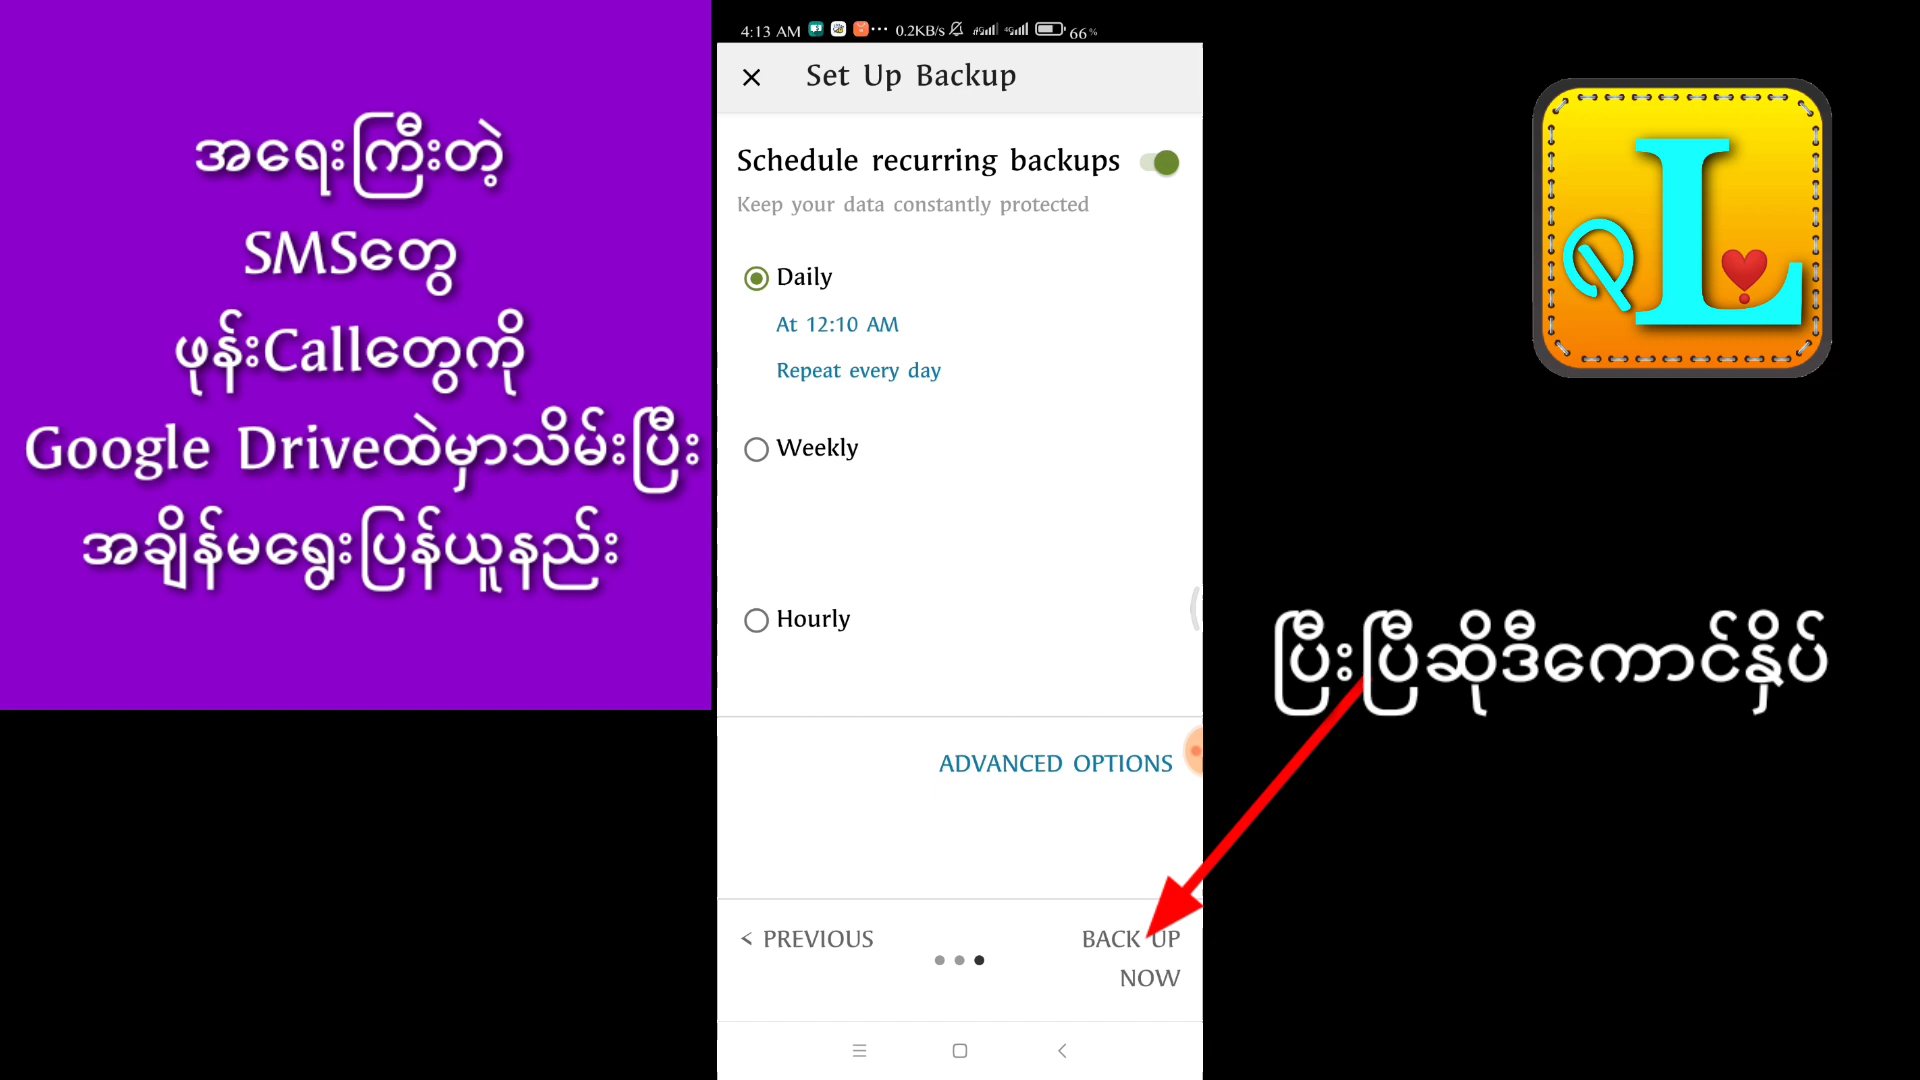 အရေးကြီးတဲ့
SMSတွေ
ဖုန်းCallတွေကို
Google Driveထဲမှာသိမ်းပြီး
အချိန်မရွေးပြန်ယူနည်း
4:13 AM 0.2KB/s 4G 4G 66%
Set Up Backup
Schedule recurring backups
Keep your data constantly protected
Daily
At 12:10 AM
Repeat every day
Weekly
Hourly
ADVANCED OPTIONS
< PREVIOUS
BACK UP
NOW
L
ပြီးပြီဆိုဒီကောင်နှိပ်